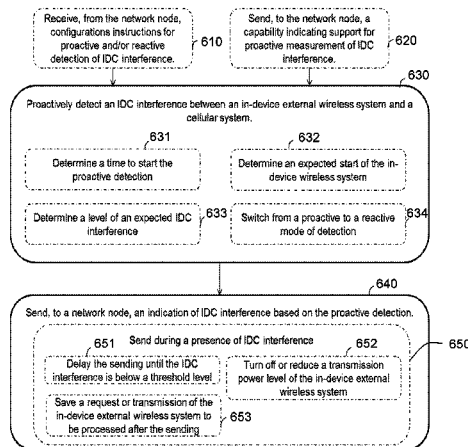 Receive, from the network node,
configurations instructions for
proactive and/or reactive
detection of IDC interference.
610
Send, to the network node, a
capability indicating support for
proactive measurement of IDC
interference.
620
630
Proactively detect an IDC interference between an in-device external wireless system and a
cellular system.
631
Determine a time to start the
proactive detection
632
Determine an expected start of the in-
device wireless system
Determine a level of an expected IDC
interference
633
Switch from a proactive to a reactive
mode of detection
634
640
Send, to a network node, an indication of IDC interference based on the proactive detection.
650
Send during a presence of IDC interference
651
Delay the sending until the IDC
interference is below a threshold level
652
Turn off or reduce a transmission
power level of the in-device external
wireless system
Save a request or transmission of the
in-device external wireless system to
be processed after the sending
653